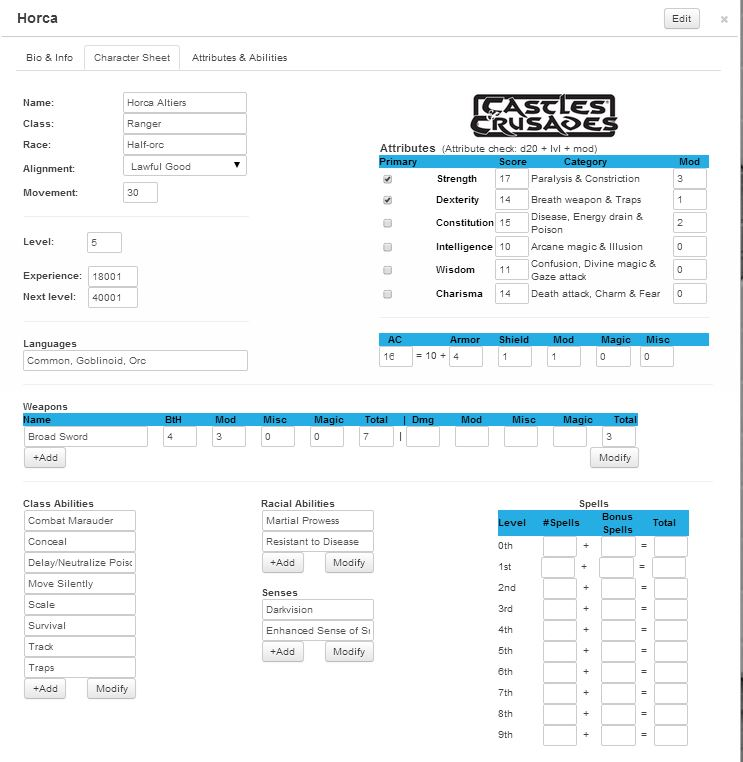 Horca
Edit
×
Bio & Info Character Sheet Attributes & Abilities
Name: Horca Altiers
Class: Ranger
Race: Half-orc
Alignment: Lawful Good
Movement: 30
Level: 5
Experience: 18001
Next level: 40001
Languages
Common, Goblinoid, Orc
CASTLES & CRUSADES
Attributes (Attribute check: d20 + lvl + mod)
Primary Score Category Mod
Strength 17 Paralysis & Constriction 3
Dexterity 14 Breath weapon & Traps 1
Constitution 16 Disease, Energy drain & Poison 2
Intelligence 10 Arcane magic & Illusion 0
Wisdom 11 Confusion, Divine magic & Gaze attack 0
Charisma 14 Death attack, Charm & Fear 0
AC Armor Shield Mod Magic Misc
16 = 10 + 4 1 1 0 0
Weapons
Name BtH Mod Misc Magic Total | Dmg Mod Misc Magic Total
Broad Sword 4 3 0 0 7 | 3
+Add Modify
Class Abilities
Combat Marauder
Conceal
Delay/Neutralize Poisc
Move Silently
Scale
Survival
Track
Traps
+Add Modify
Racial Abilities
Martial Prowess
Resistant to Disease
+Add Modify
Senses
Darkvision
Enhanced Sense of Sı
+Add Modify
Spells
Level #Spells Bonus Spells Total
0th + =
1st + =
2nd + =
3rd + =
4th + =
5th + =
6th + =
7th + =
8th + =
9th + =